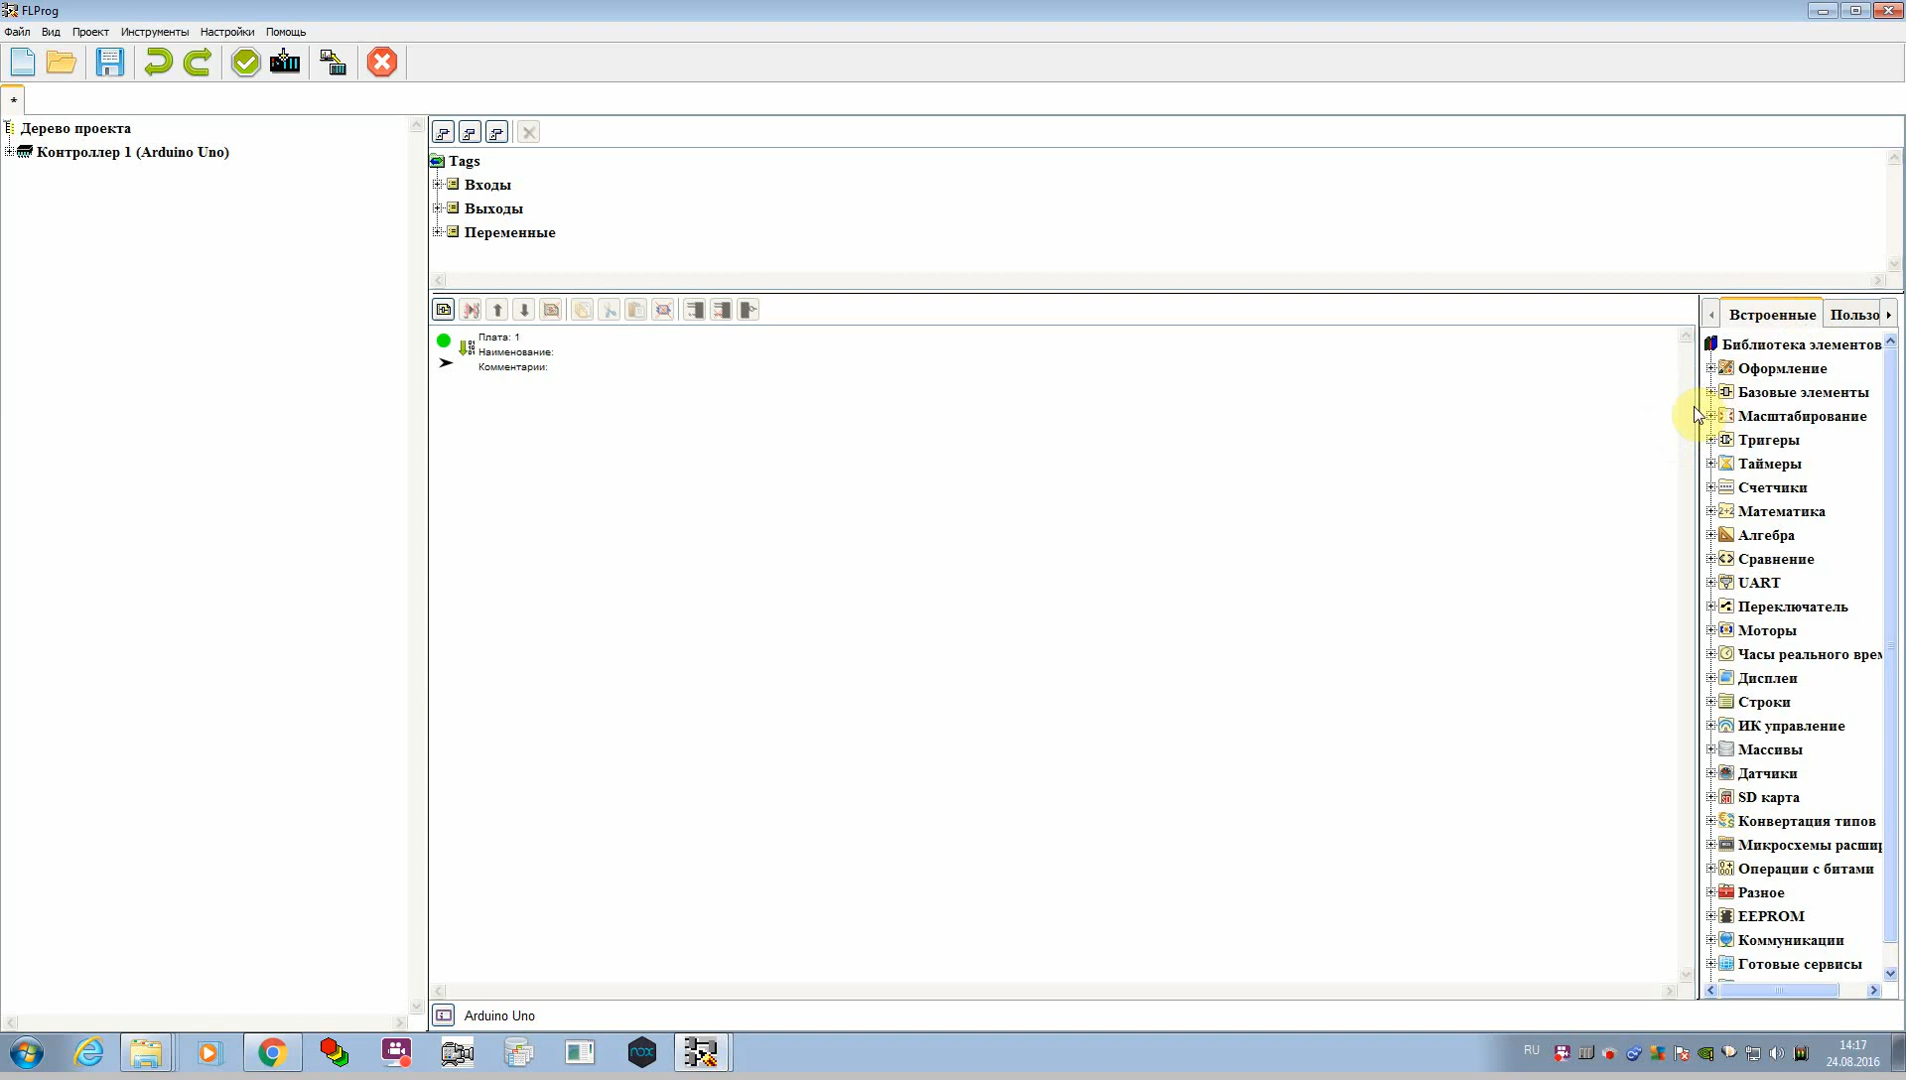 FLProg
Файл Вид Проект Инструменты Настройки Помощь
*
Дерево проекта
Контроллер 1 (Arduino Uno)
Tags
Входы
Выходы
Переменные
Плата: 1
Наименование:
Комментарии:
Встроенные Пользо
Библиотека элементов
Оформление
Базовые элементы
Масштабирование
Тригеры
Таймеры
Счетчики
Математика
Алгебра
Сравнение
UART
Переключатель
Моторы
Часы реального врем
Дисплеи
Строки
ИК управление
Массивы
Датчики
SD карта
Конвертация типов
Микросхемы расшир
Операции с битами
Разное
EEPROM
Коммуникации
Готовые сервисы
Arduino Uno
nox
RU
14:17
24.08.2016